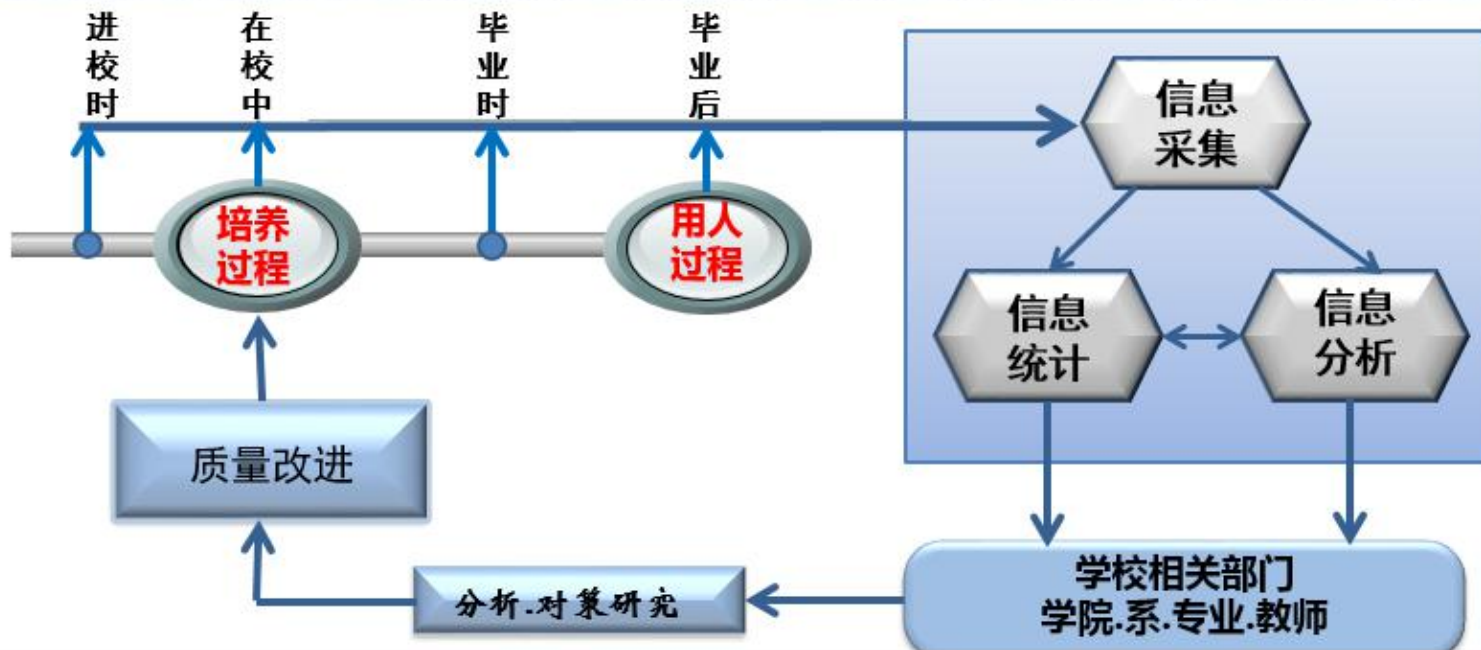 进校时
在校中
毕业时
毕业后
信息
采集
培养
过程
用人
过程
信息
统计
信息
分析
质量改进
分析.对策研究
学校相关部门
学院.系.专业.教师